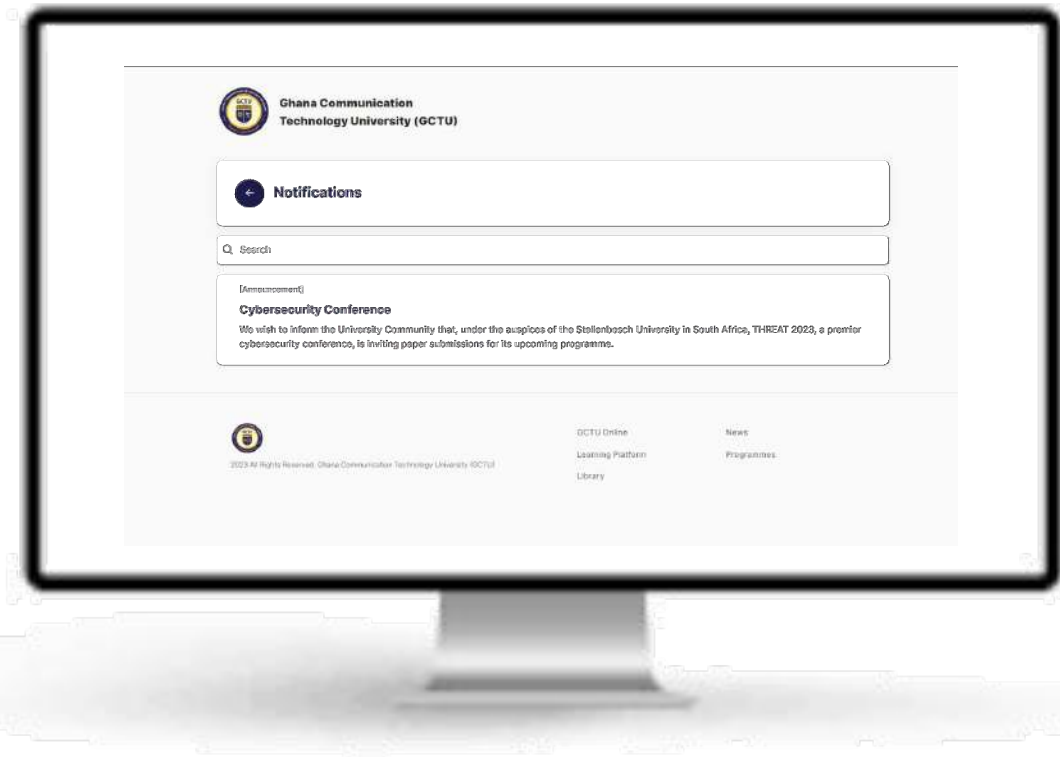 GCTU
Ghana Communication
Technology University (GCTU)
Notifications
Search
[Announcement]
Cybersecurity Conference
We wish to inform the University Community that, under the auspices of the Stellenbosch University in South Africa, THREAT 2023, a premier
cybersecurity conference, is inviting paper submissions for its upcoming programme.
2023 All Rights Reserved. Ghana Communication Technology University (GCTU)
GCTU Online
Learning Platform
Library
News
Programmes